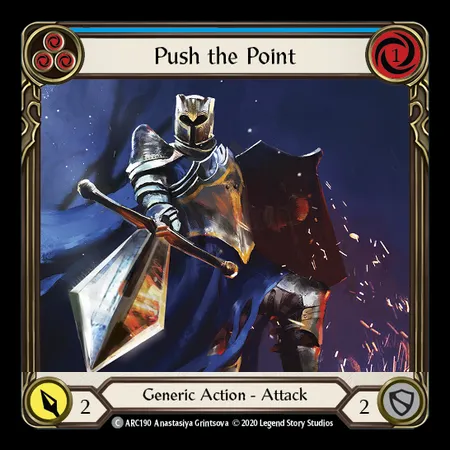 Push the Point
1
Generic Action - Attack
2
2
C ARC190 Anastasiya Grintsova © 2020 Legend Story Studios